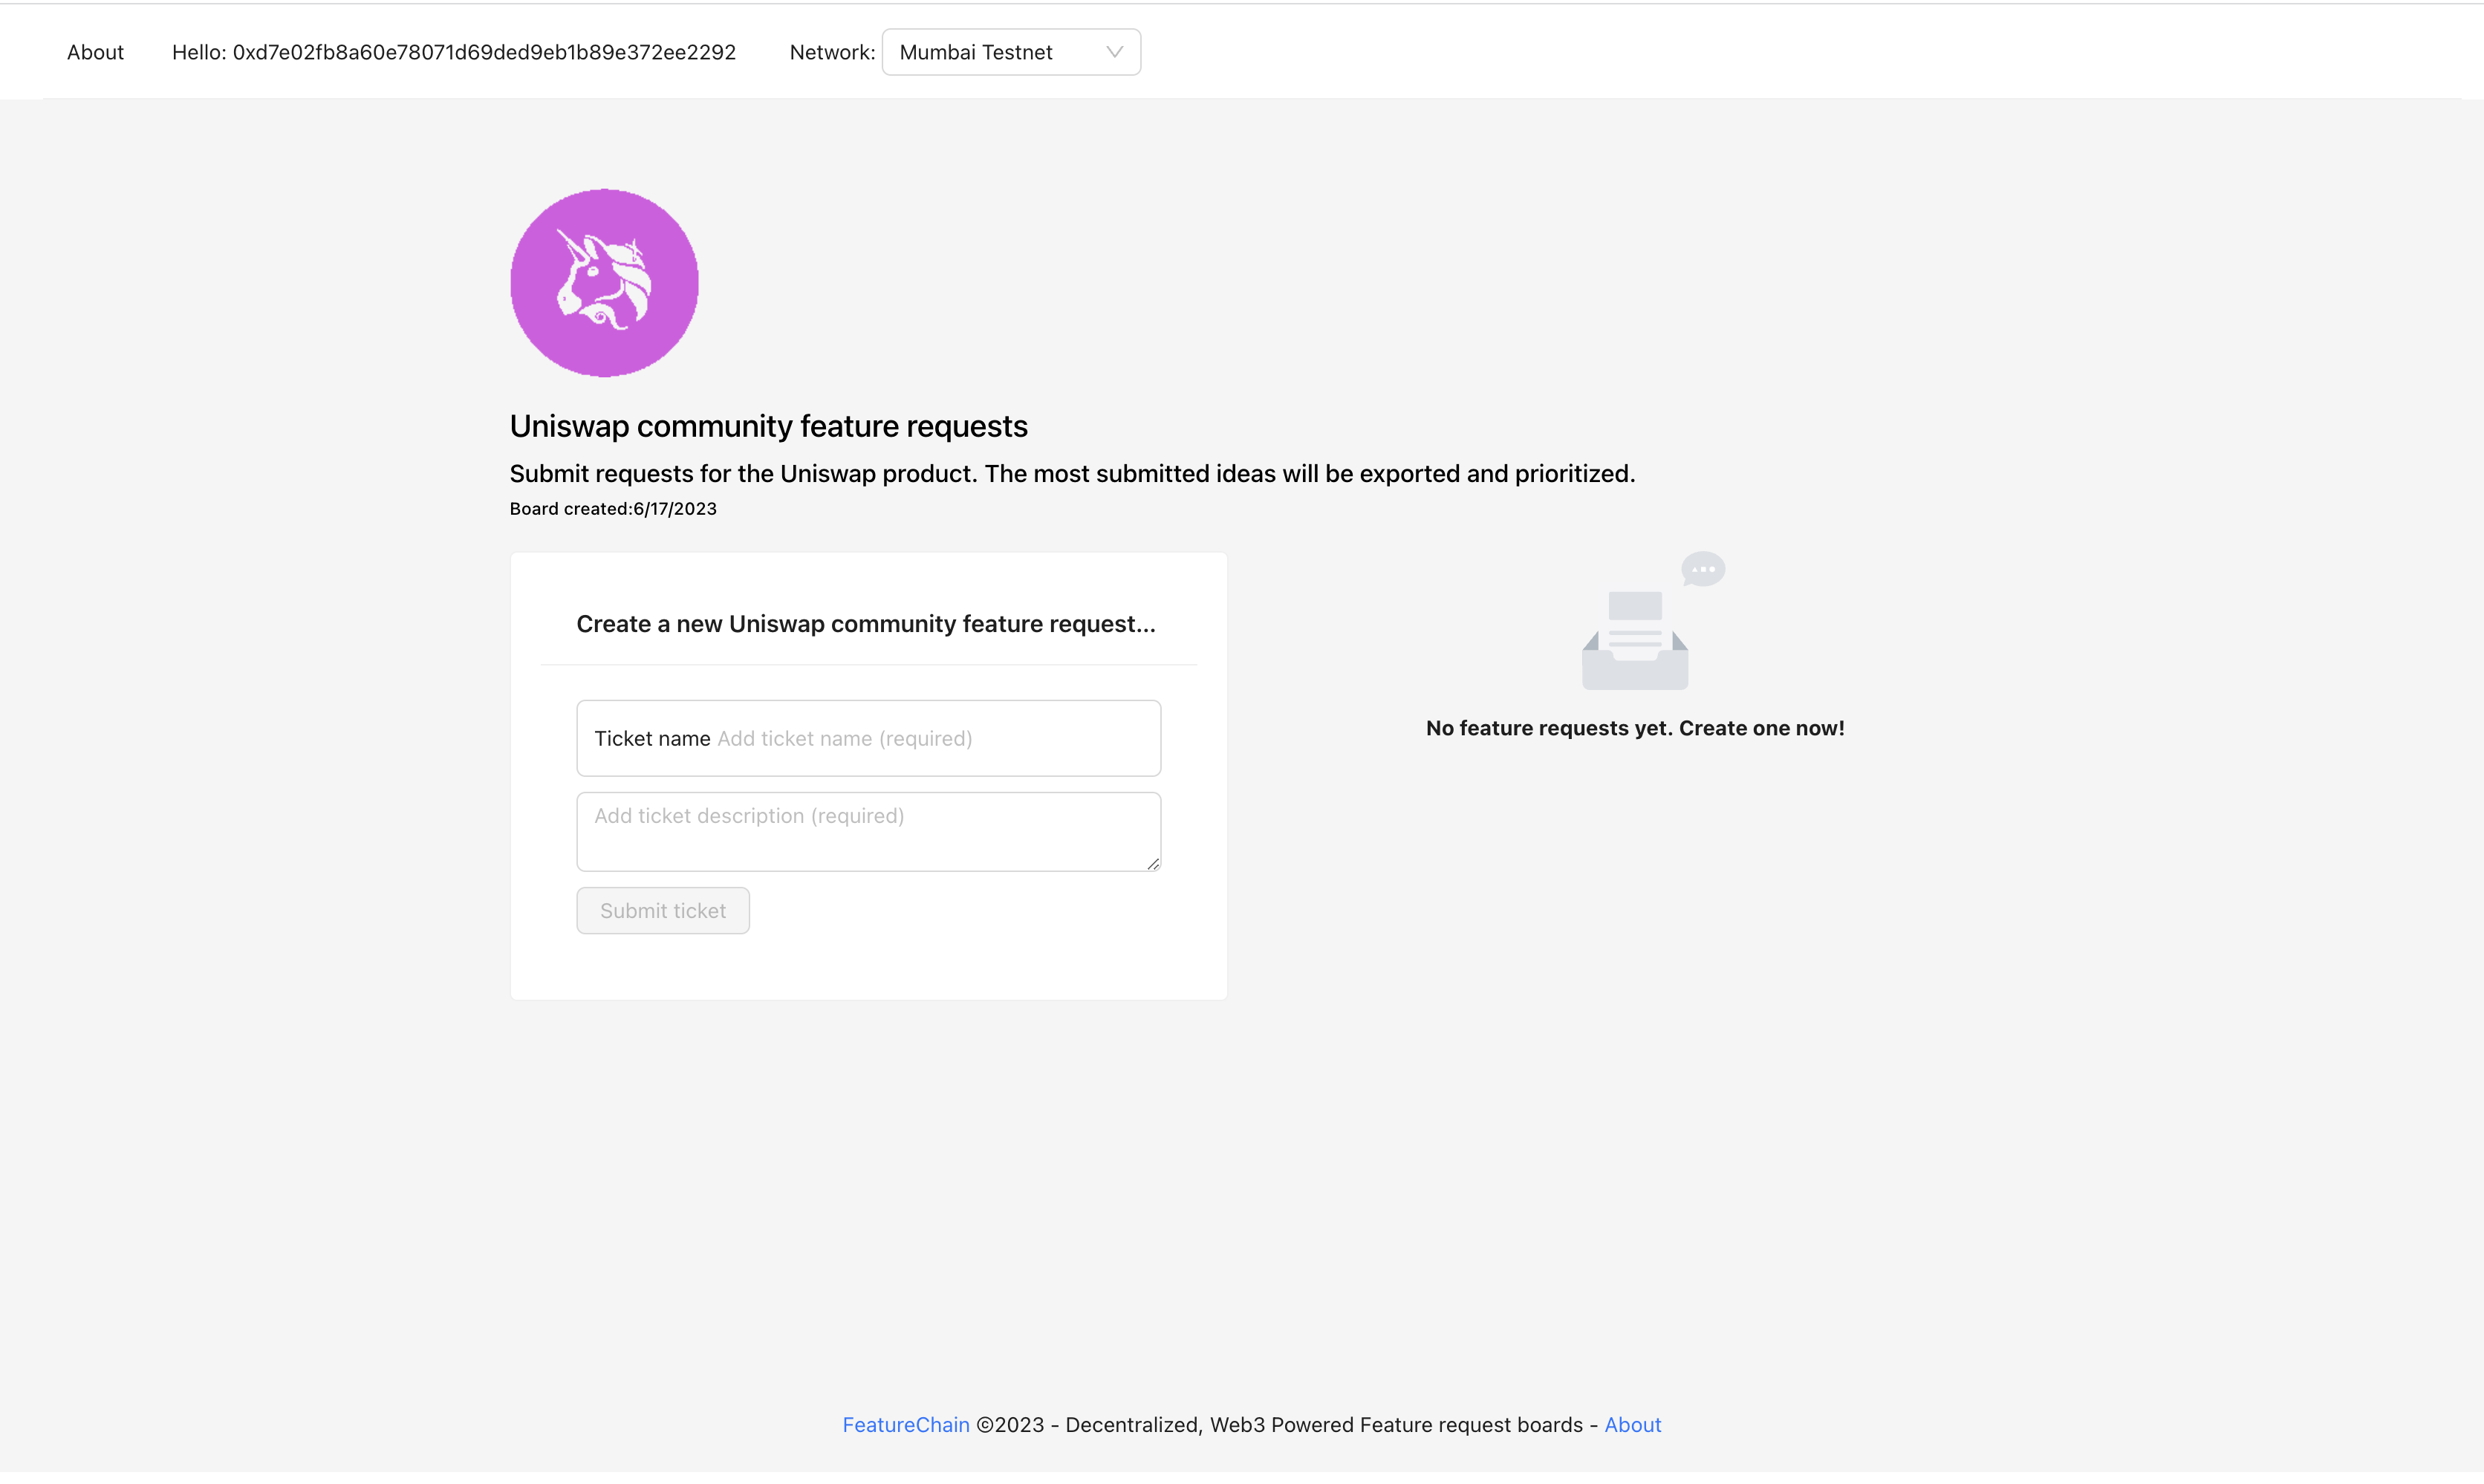 About
Hello: 0xd7e02fb8a60e78071d69ded9eb1b89e372ee2292
Network:
Mumbai Testnet
Uniswap community feature requests
Submit requests for the Uniswap product. The most submitted ideas will be exported and prioritized.
Board created:6/17/2023
Create a new Uniswap community feature request...
Ticket name Add ticket name (required)
Add ticket description (required)
Submit ticket
No feature requests yet. Create one now!
FeatureChain ©2023 - Decentralized, Web3 Powered Feature request boards - About